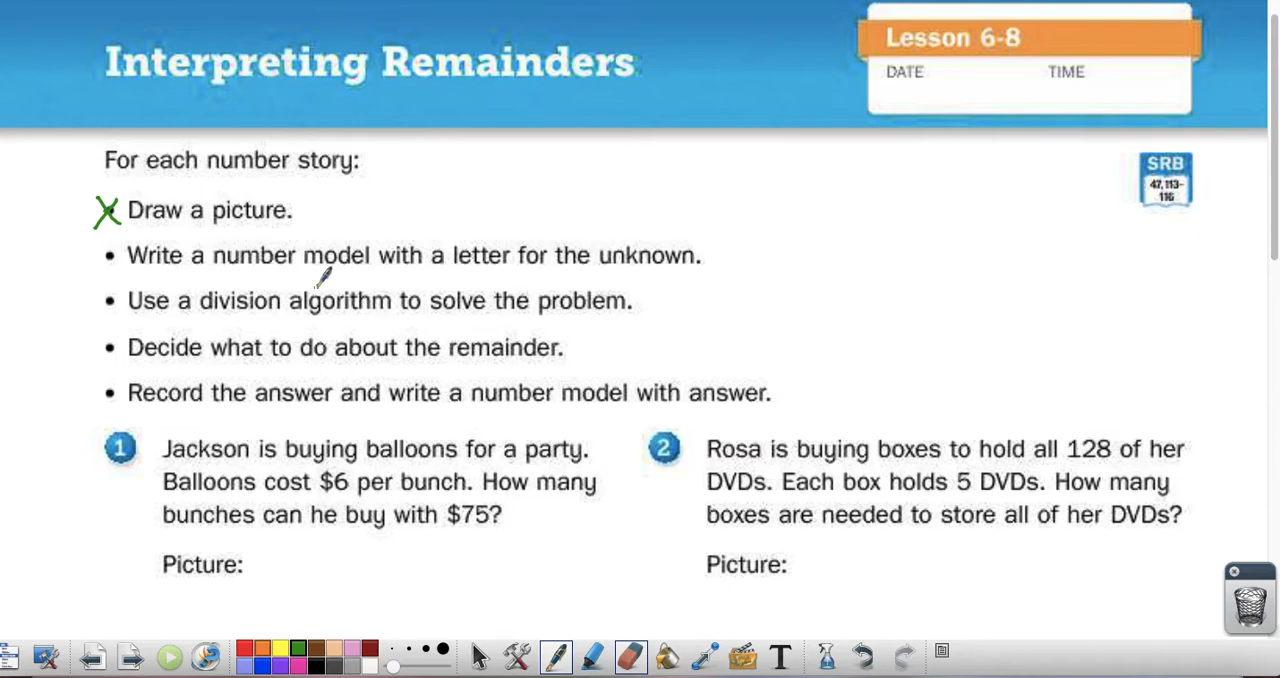 Interpreting Remainders
Lesson 6-8
DATE TIME
For each number story:
SRB
47, 113-
116
• Draw a picture.
• Write a number model with a letter for the unknown.
• Use a division algorithm to solve the problem.
• Decide what to do about the remainder.
• Record the answer and write a number model with answer.
1 Jackson is buying balloons for a party.
Balloons cost $6 per bunch. How many
bunches can he buy with $75?
Picture:
2 Rosa is buying boxes to hold all 128 of her
DVDs. Each box holds 5 DVDs. How many
boxes are needed to store all of her DVDs?
Picture:
T